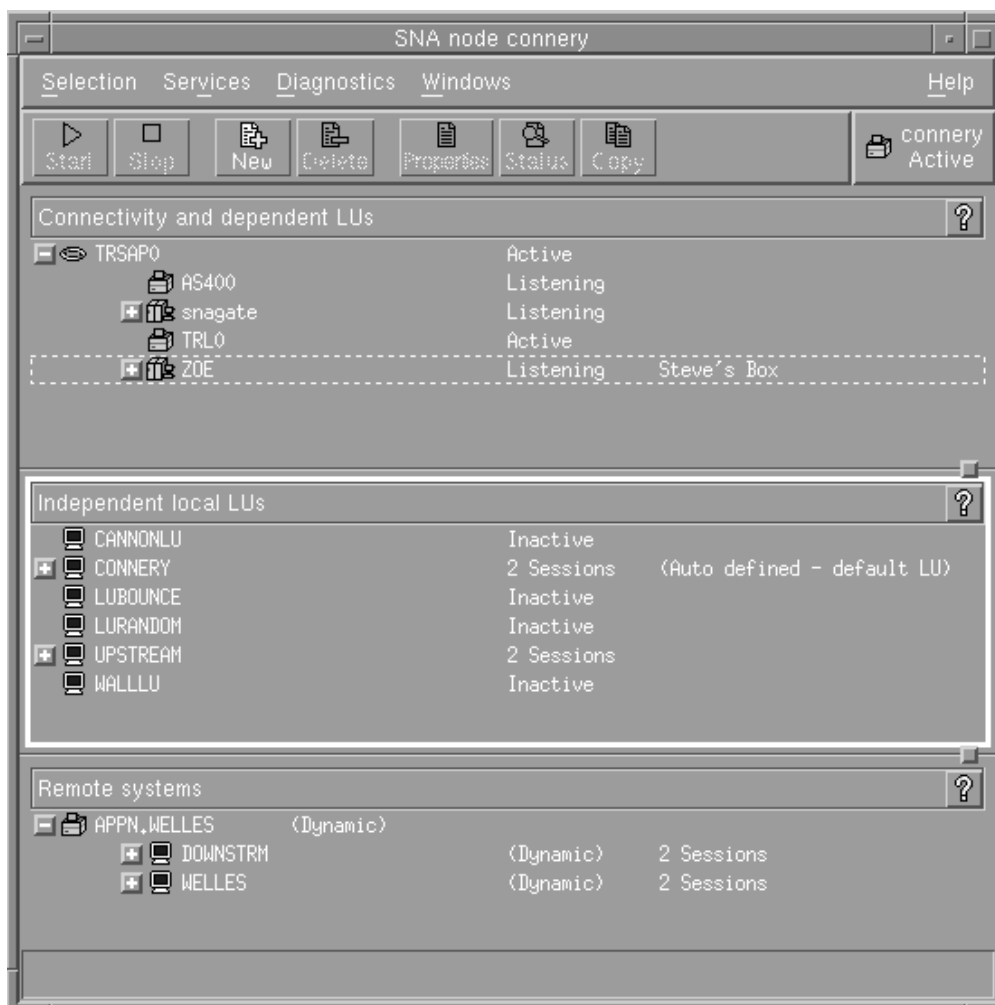 SNA node connery
Selection Services Diagnostics Windows Help
Start Stop New Delete Properties Status Copy connery Active
Connectivity and dependent LUs ?
TRSAP0 Active
AS400 Listening
snagate Listening
TRL0 Active
ZOE Listening Steve's Box
Independent local LUs ?
CANNONLU Inactive
CONNERY 2 Sessions (Auto defined - default LU)
LUBOUNCE Inactive
LURANDOM Inactive
UPSTREAM 2 Sessions
WALLLU Inactive
Remote systems ?
APPN.WELLES (Dynamic)
DOWNSTRM (Dynamic) 2 Sessions
WELLES (Dynamic) 2 Sessions